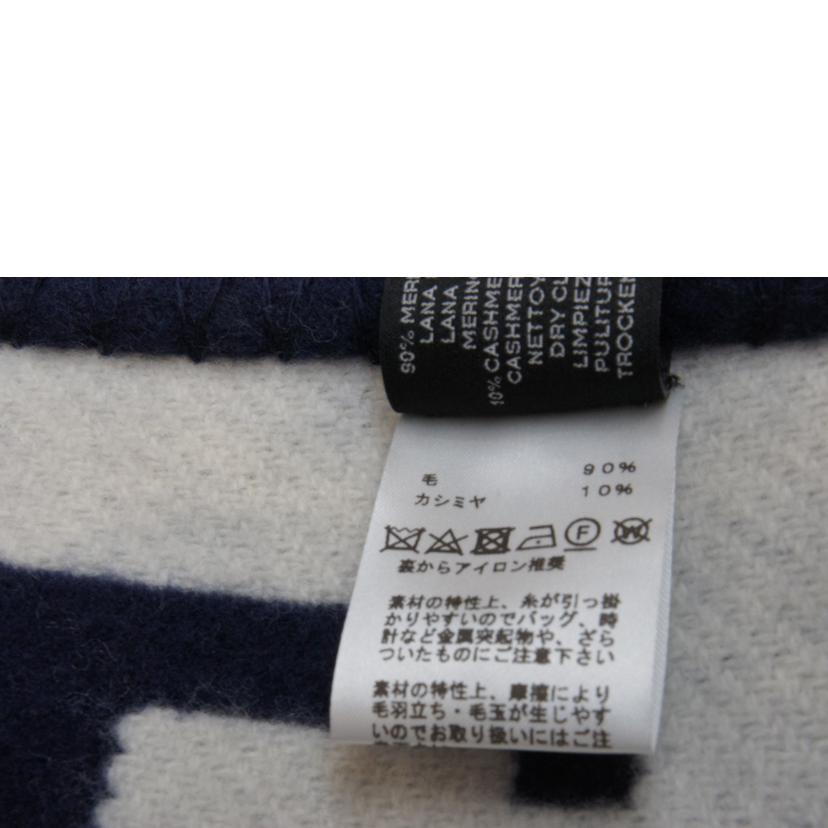 90% MERI
LANA
LANA
MERINO
10% CASHME
CASHMER
NETTOY
DRY CL
LIMPIEZ
PULITUR
TROCKEN
毛 90%
カシミヤ 10%
F W
裏からアイロン推奨
素材の特性上、糸が引っ掛
かりやすいのでバッグ、時
計など金属突起物や、ざら
ついたものにご注意下さい
素材の特性上、摩擦により
毛羽立ち・毛玉が生じやす
いのでお取り扱いにはご注